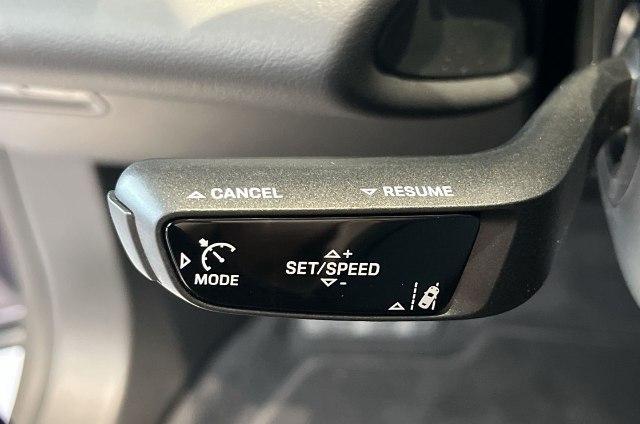 CANCEL RESUME
MODE SET/SPEED
+
-